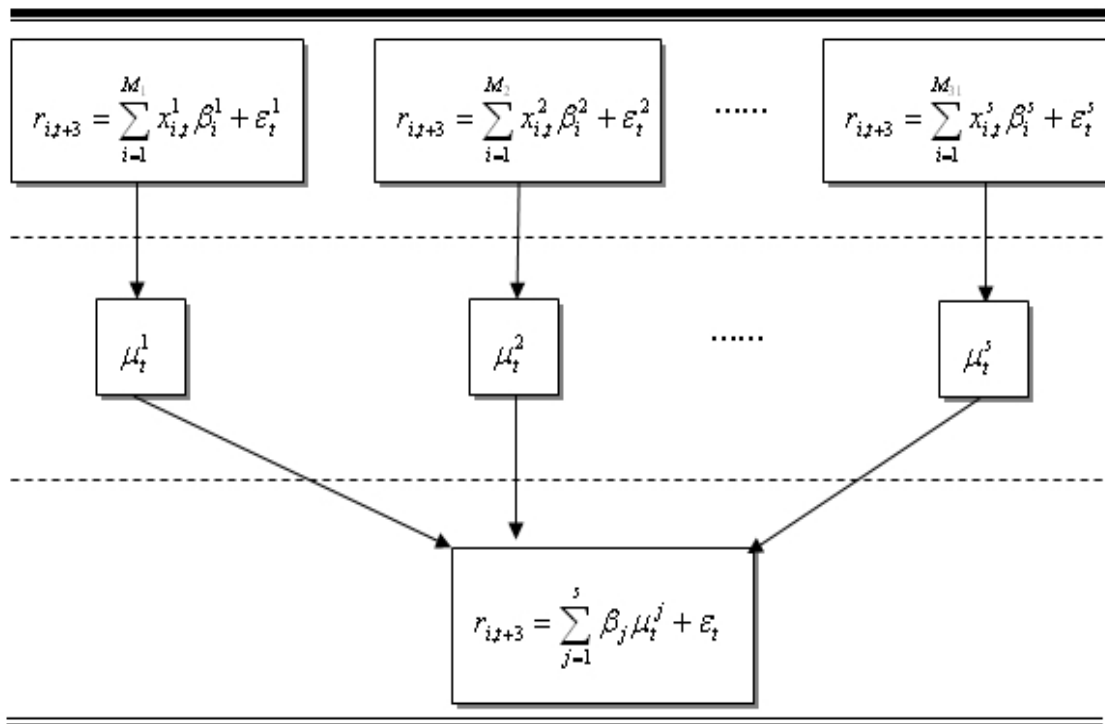 r_{i,t+3} = \sum_{i=1}^{M_1} x_{i,t}^1 \beta_i^1 + \varepsilon_t^1
r_{i,t+3} = \sum_{i=1}^{M_2} x_{i,t}^2 \beta_i^2 + \varepsilon_t^2
......
r_{i,t+3} = \sum_{i=1}^{M_{31}} x_{i,t}^s \beta_i^s + \varepsilon_t^s
\mu_t^1
\mu_t^2
......
\mu_t^s
r_{i,t+3} = \sum_{j=1}^{s} \beta_j \mu_t^j + \varepsilon_t